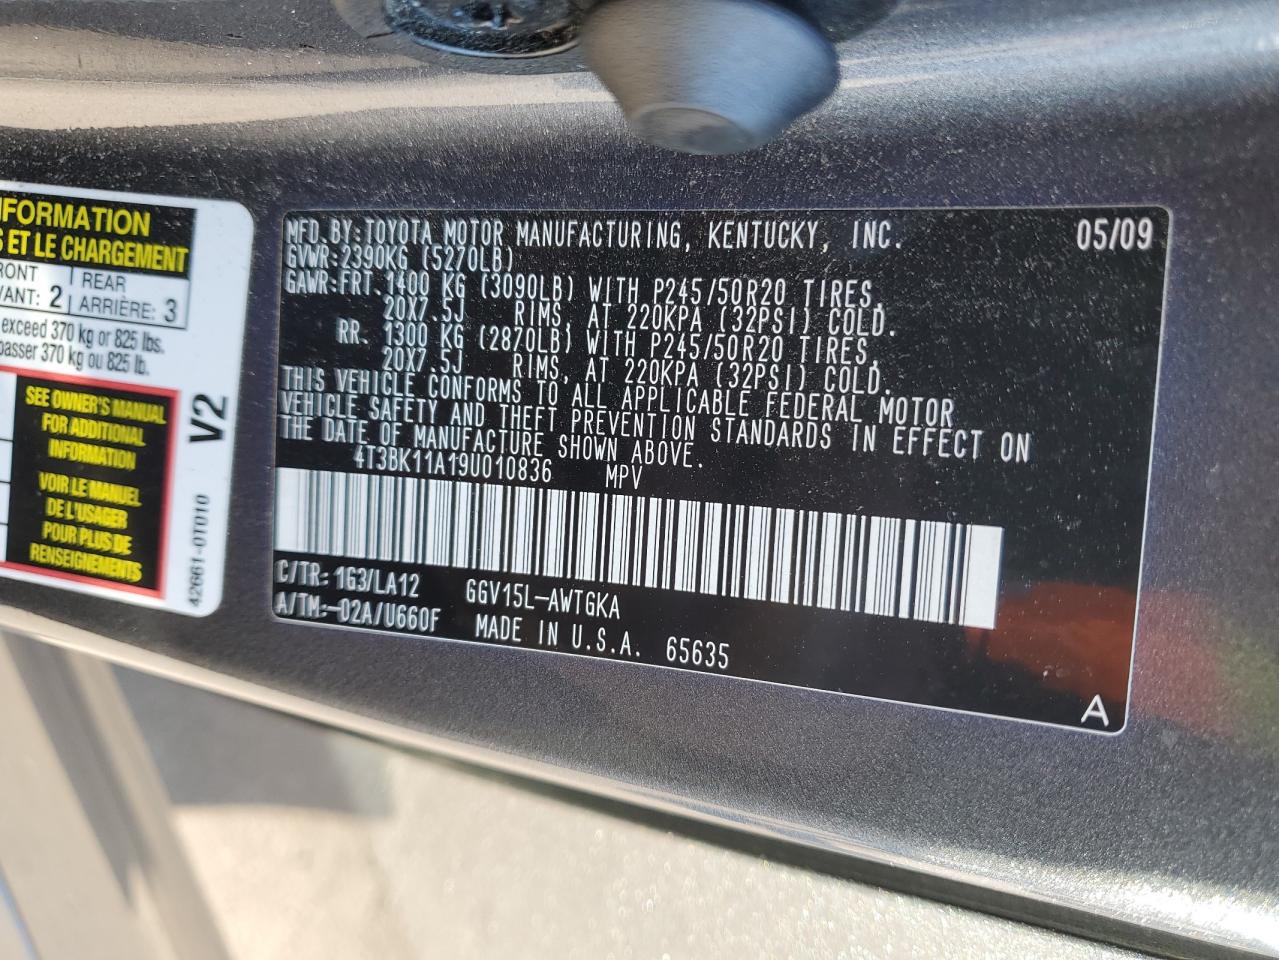 FORMATION
ET LE CHARGEMENT
REAR
2
ARRIÈRE: 3
exceed 370 kg or 825 lbs.
370 kg ou 825 lb.
SEE OWNER'S MANUAL
FOR ADDITIONAL
INFORMATION
VOIR LE MANUEL
DE L'USAGER
POUR PLUS DE
RENSEIGNEMENTS
V2
42661-0T010
MFD. BY: TOYOTA MOTOR MANUFACTURING, KENTUCKY, INC. 05/09
GVWR: 2390KG (5270LB)
GAWR: FRT. 1400 KG (3090LB) WITH P245/50R20 TIRES,
20X7.5J RIMS, AT 220KPA (32PSI) COLD.
RR. 1300 KG (2870LB) WITH P245/50R20 TIRES,
20X7.5J RIMS, AT 220KPA (32PSI) COLD.
THIS VEHICLE CONFORMS TO ALL APPLICABLE FEDERAL MOTOR
VEHICLE SAFETY AND THEFT PREVENTION STANDARDS IN EFFECT ON
THE DATE OF MANUFACTURE SHOWN ABOVE.
4T3BK11A19U010836 MPV
C/TR: 1G3/LA12 GGV15L-AWTGKA
A/TM: -02A/U660F MADE IN U.S.A. 65635
A